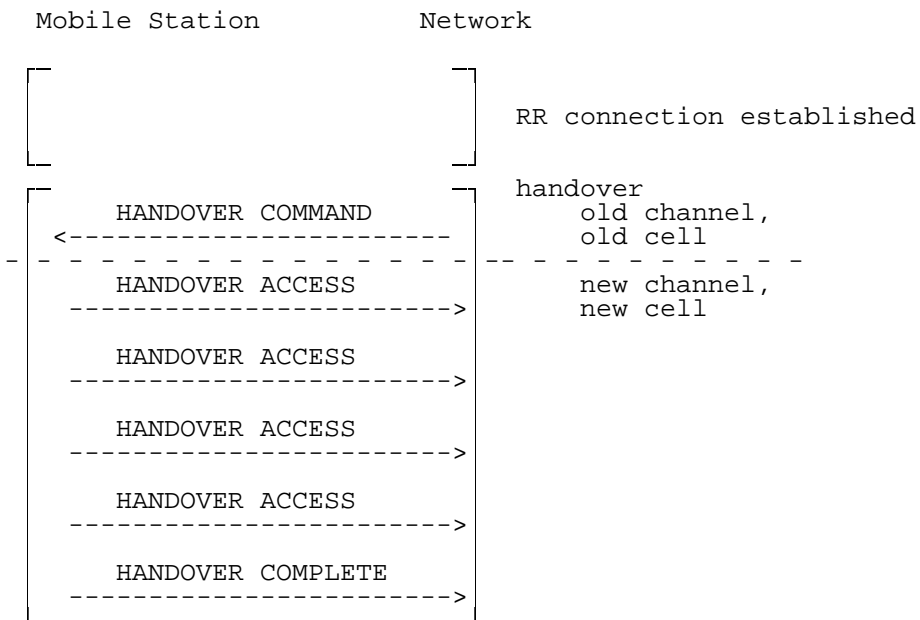 Mobile Station Network
RR connection established
handover
HANDOVER COMMAND old channel,
old cell
HANDOVER ACCESS new channel,
new cell
HANDOVER ACCESS
HANDOVER ACCESS
HANDOVER ACCESS
HANDOVER COMPLETE